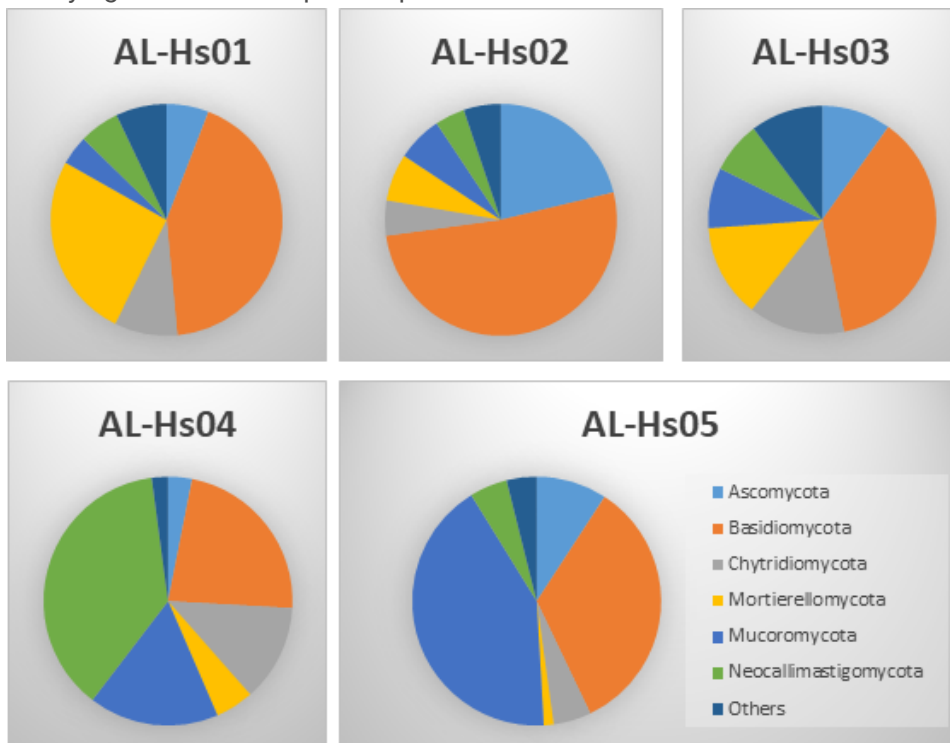 AL-Hs01
AL-Hs02
AL-Hs03
AL-Hs04
AL-Hs05
Ascomycota
Basidiomycota
Chytridiomycota
Mortierellomycota
Mucoromycota
Neocallimastigomycota
Others